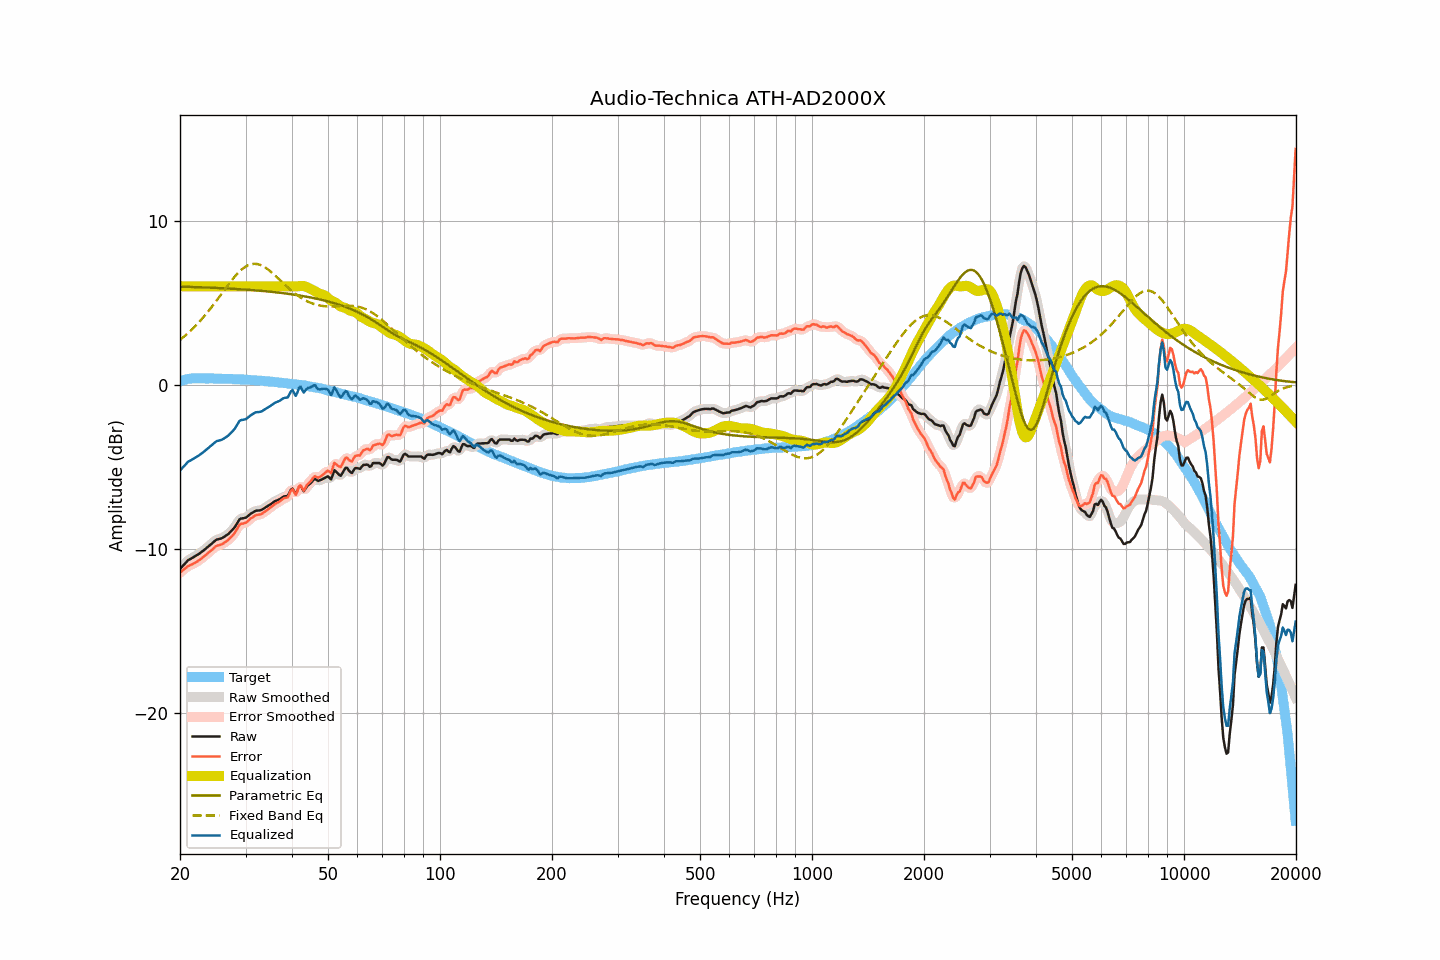 Audio-Technica ATH-AD2000X
10
0
−10
−20
Amplitude (dBr)
Target
Raw Smoothed
Error Smoothed
Raw
Error
Equalization
Parametric Eq
Fixed Band Eq
Equalized
20 50 100 200 500 1000 2000 5000 10000 20000
Frequency (Hz)